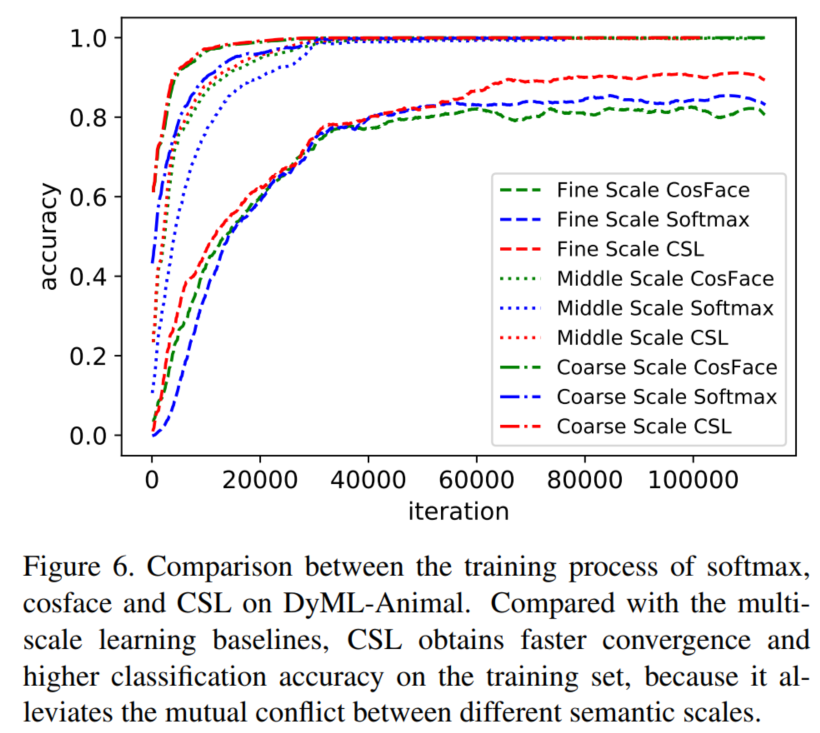 1.0
0.8
0.6
0.4
0.2
0.0
accuracy
0
20000
40000
60000
80000
100000
iteration
Fine Scale CosFace
Fine Scale Softmax
Fine Scale CSL
Middle Scale CosFace
Middle Scale Softmax
Middle Scale CSL
Coarse Scale CosFace
Coarse Scale Softmax
Coarse Scale CSL
Figure 6. Comparison between the training process of softmax,
cosface and CSL on DyML-Animal. Compared with the multi-
scale learning baselines, CSL obtains faster convergence and
higher classification accuracy on the training set, because it al-
leviates the mutual conflict between different semantic scales.